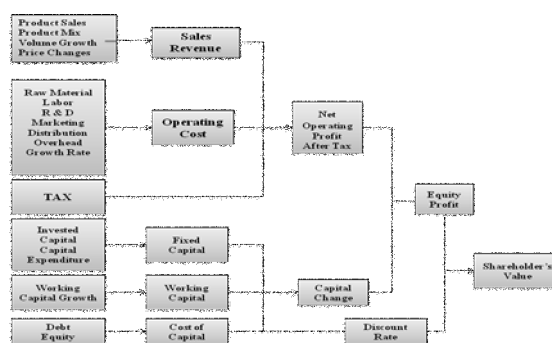 Product Sales
Product Mix
Volume Growth
Price Changes
Sales
Revenue
Raw Material
Labor
R & D
Marketing
Distribution
Overhead
Growth Rate
Operating
Cost
Net
Operating
Profit
After Tax
TAX
Equity
Profit
Invested
Capital
Capital
Expenditure
Fixed
Capital
Shareholder's
Value
Working
Capital Growth
Working
Capital
Capital
Change
Debt
Equity
Cost of
Capital
Discount
Rate